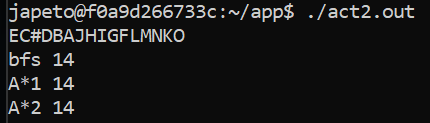 japeto@f0a9d266733c:~/app$ ./act2.out
EC#DBAJHIGFLMNKO
bfs 14
A*1 14
A*2 14